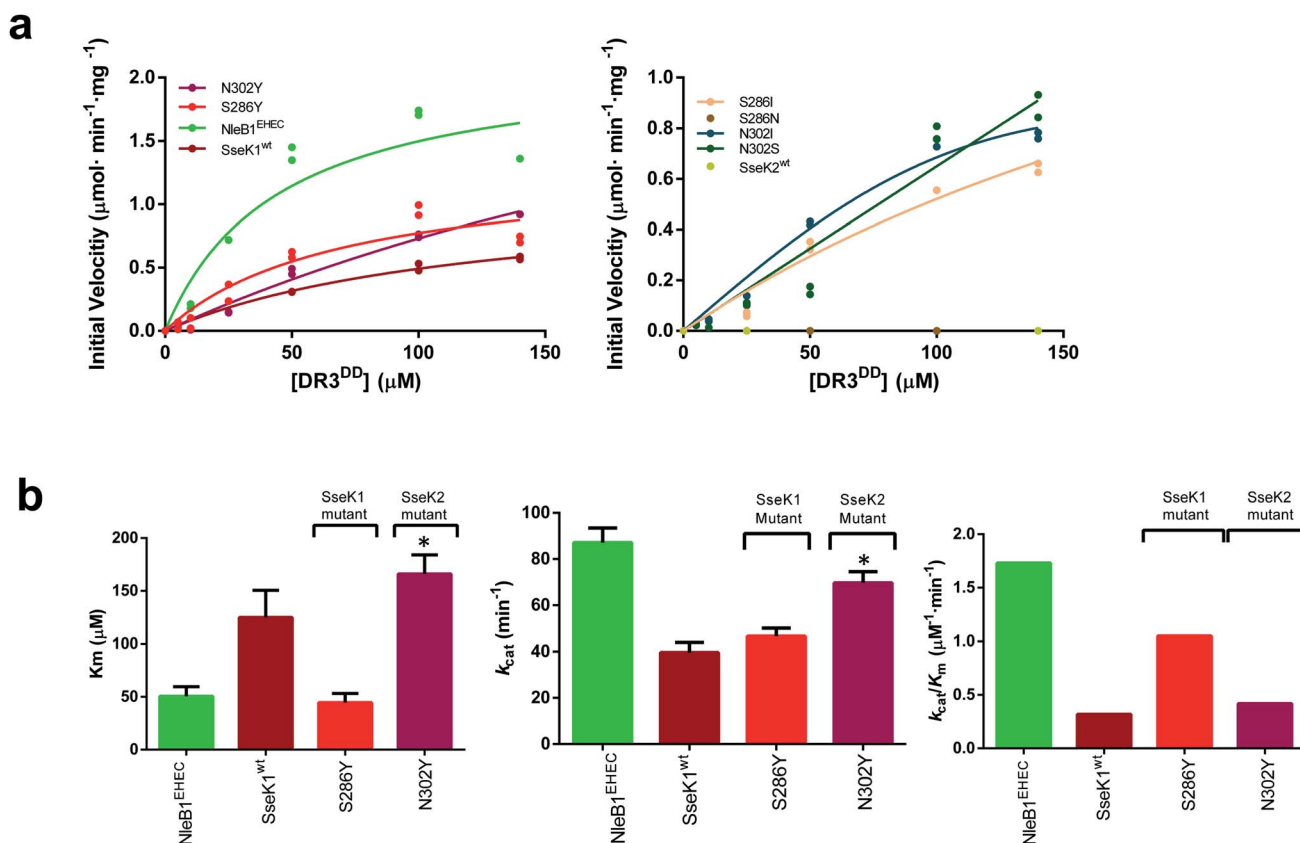 a
Initial Velocitiy (μmol· min⁻¹·mg ⁻¹)
2.0
1.5
1.0
0.5
0.0
N302Y
S286Y
NleB1ᴱᴴᴱᶜ
SseK1ʷᵗ
0 50 100 150
[DR3ᴰᴰ] (μM)
Initial Velocitiy (μmol· min⁻¹·mg ⁻¹)
1.0
0.8
0.6
0.4
0.2
0.0
S286I
S286N
N302I
N302S
SseK2ʷᵗ
0 50 100 150
[DR3ᴰᴰ] (μM)
b
Km (μM)
200
150
100
50
0
SseK1
mutant
SseK2
mutant
*
NleB1ᴱᴴᴱᶜ
SseK1ʷᵗ
S286Y
N302Y
kcat (min⁻¹)
100
80
60
40
20
0
SseK1
Mutant
SseK2
Mutant
*
NleB1ᴱᴴᴱᶜ
SseK1ʷᵗ
S286Y
N302Y
kcat/Km (μM⁻¹·min⁻¹)
2.0
1.5
1.0
0.5
0.0
SseK1
mutant
SseK2
mutant
NleB1ᴱᴴᴱᶜ
SseK1ʷᵗ
S286Y
N302Y